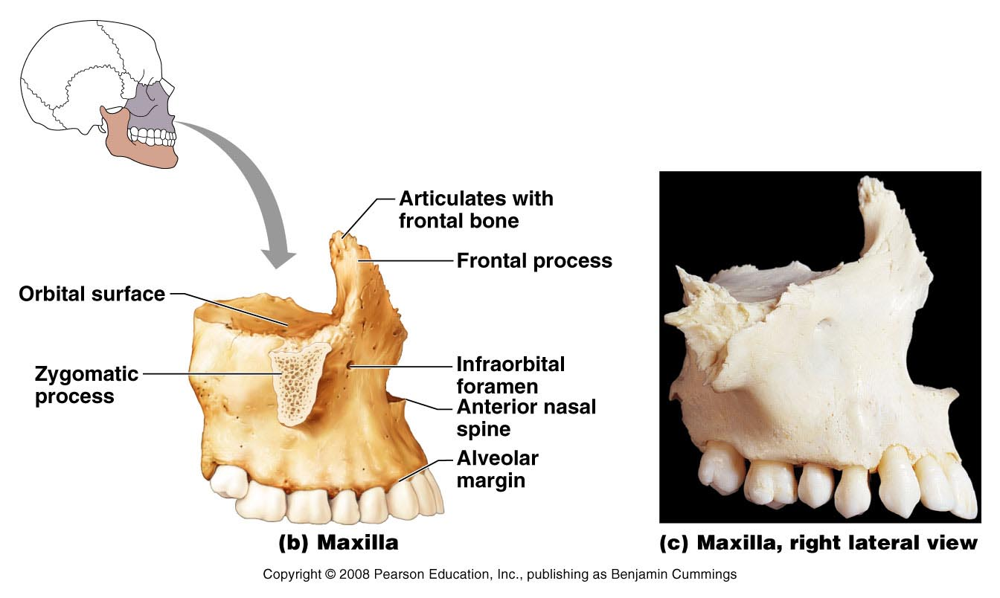 Articulates with
frontal bone
Frontal process
Orbital surface
Zygomatic
process
Infraorbital
foramen
Anterior nasal
spine
Alveolar
margin
(b) Maxilla
(c) Maxilla, right lateral view
Copyright © 2008 Pearson Education, Inc., publishing as Benjamin Cummings